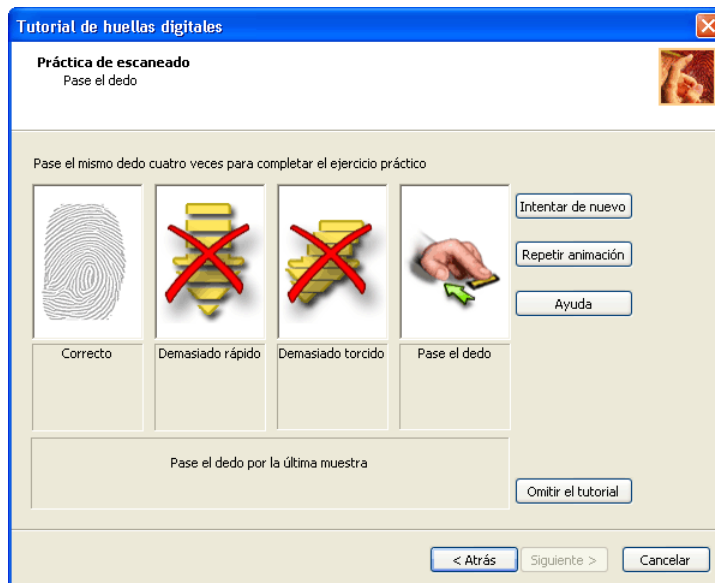 Tutorial de huellas digitales
Práctica de escaneado
Pase el dedo
Pase el mismo dedo cuatro veces para completar el ejercicio práctico
Intentar de nuevo
Repetir animación
Ayuda
Correcto
Demasiado rápido
Demasiado torcido
Pase el dedo
Pase el dedo por la última muestra
Omitir el tutorial
< Atrás
Siguiente >
Cancelar